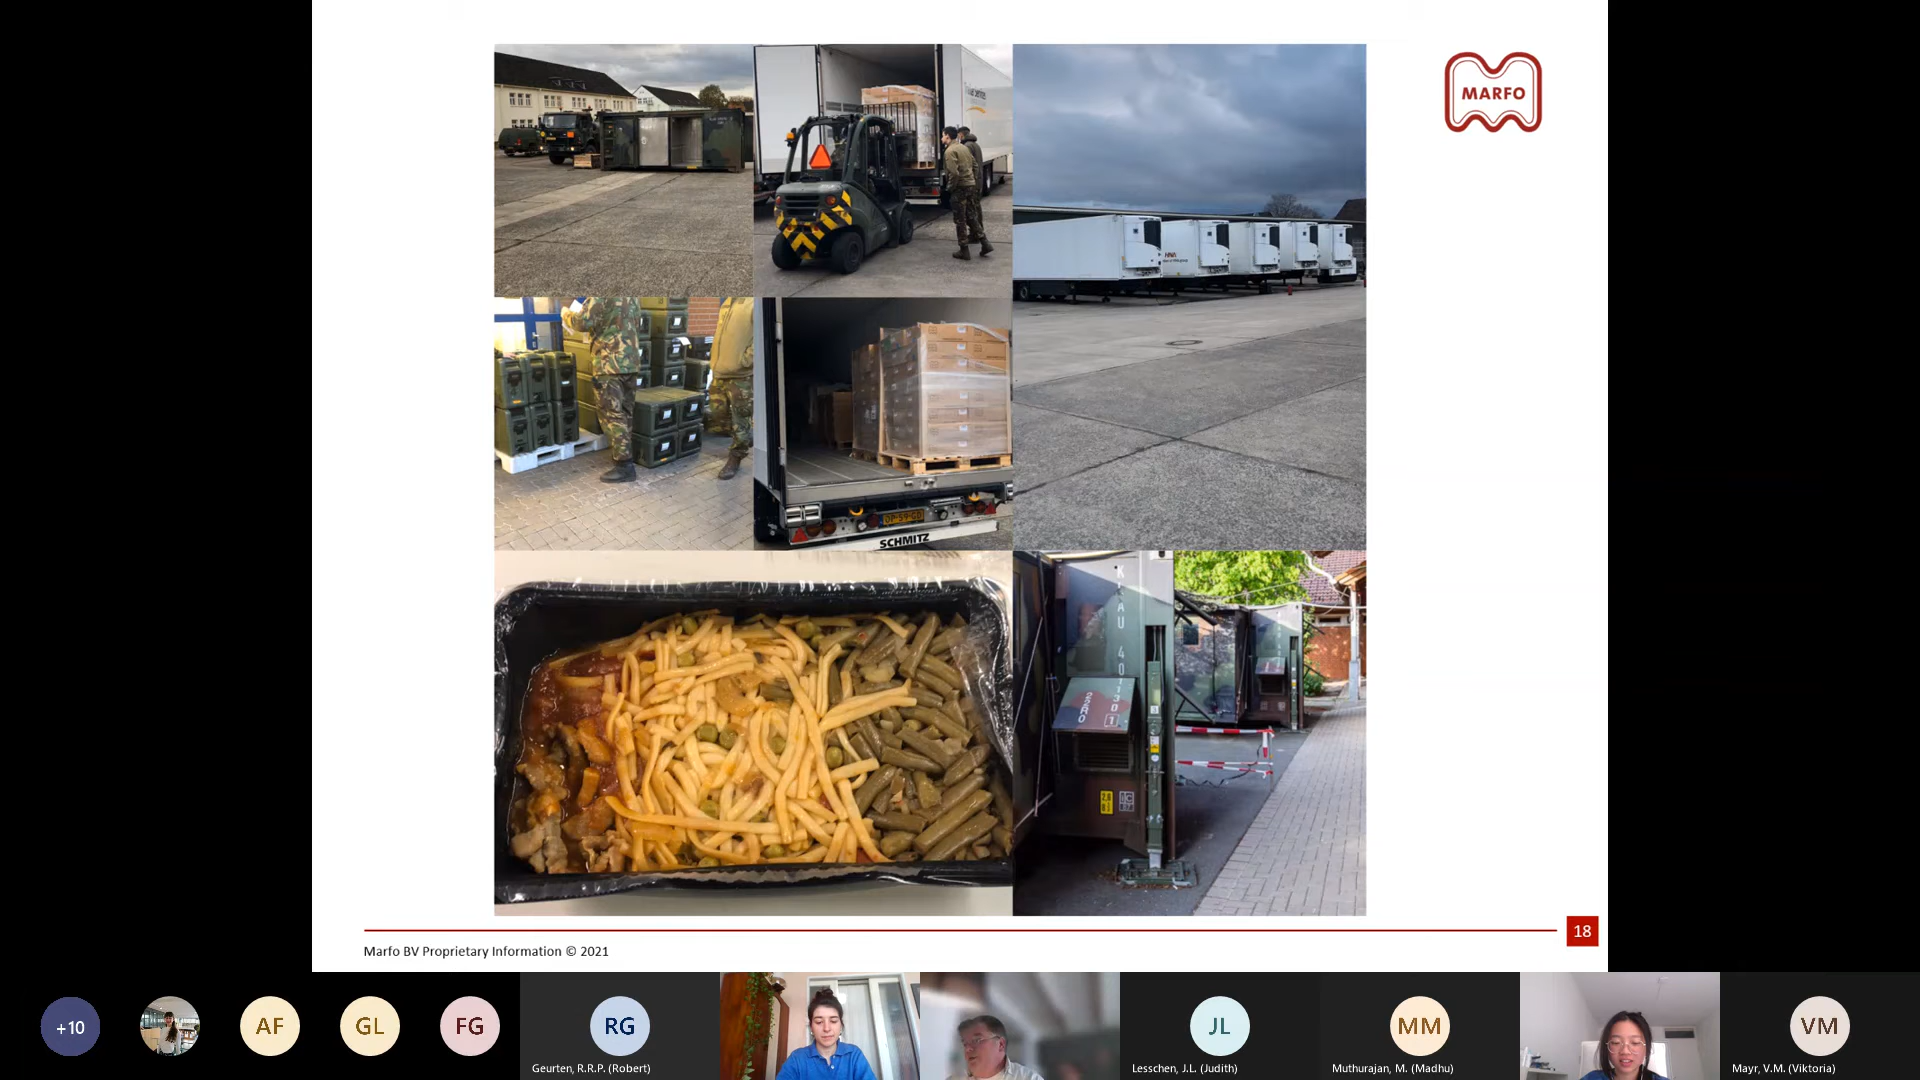 MARFO
SCHMITZ
18
Marfo BV Proprietary Information © 2021
+10
AF
GL
FG
RG
JL
MM
VM
Geurten, R.R.P. (Robert)
Lesschen, J.L. (Judith)
Muthurajan, M. (Madhu)
Mayr, V.M. (Viktoria)